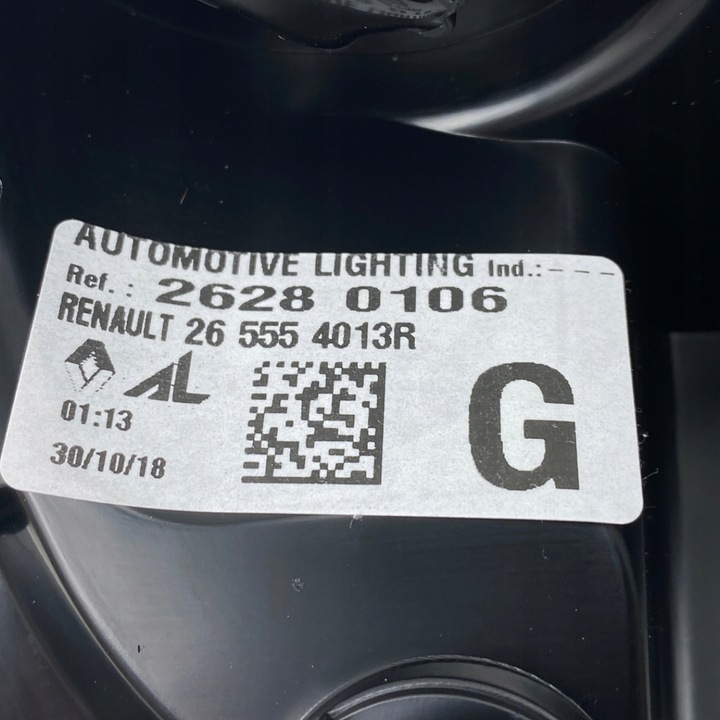 AUTOMOTIVE LIGHTING Ind.:---
Ref. : 2628 0106
RENAULT 26 555 4013R
AL
G
01:13
30/10/18